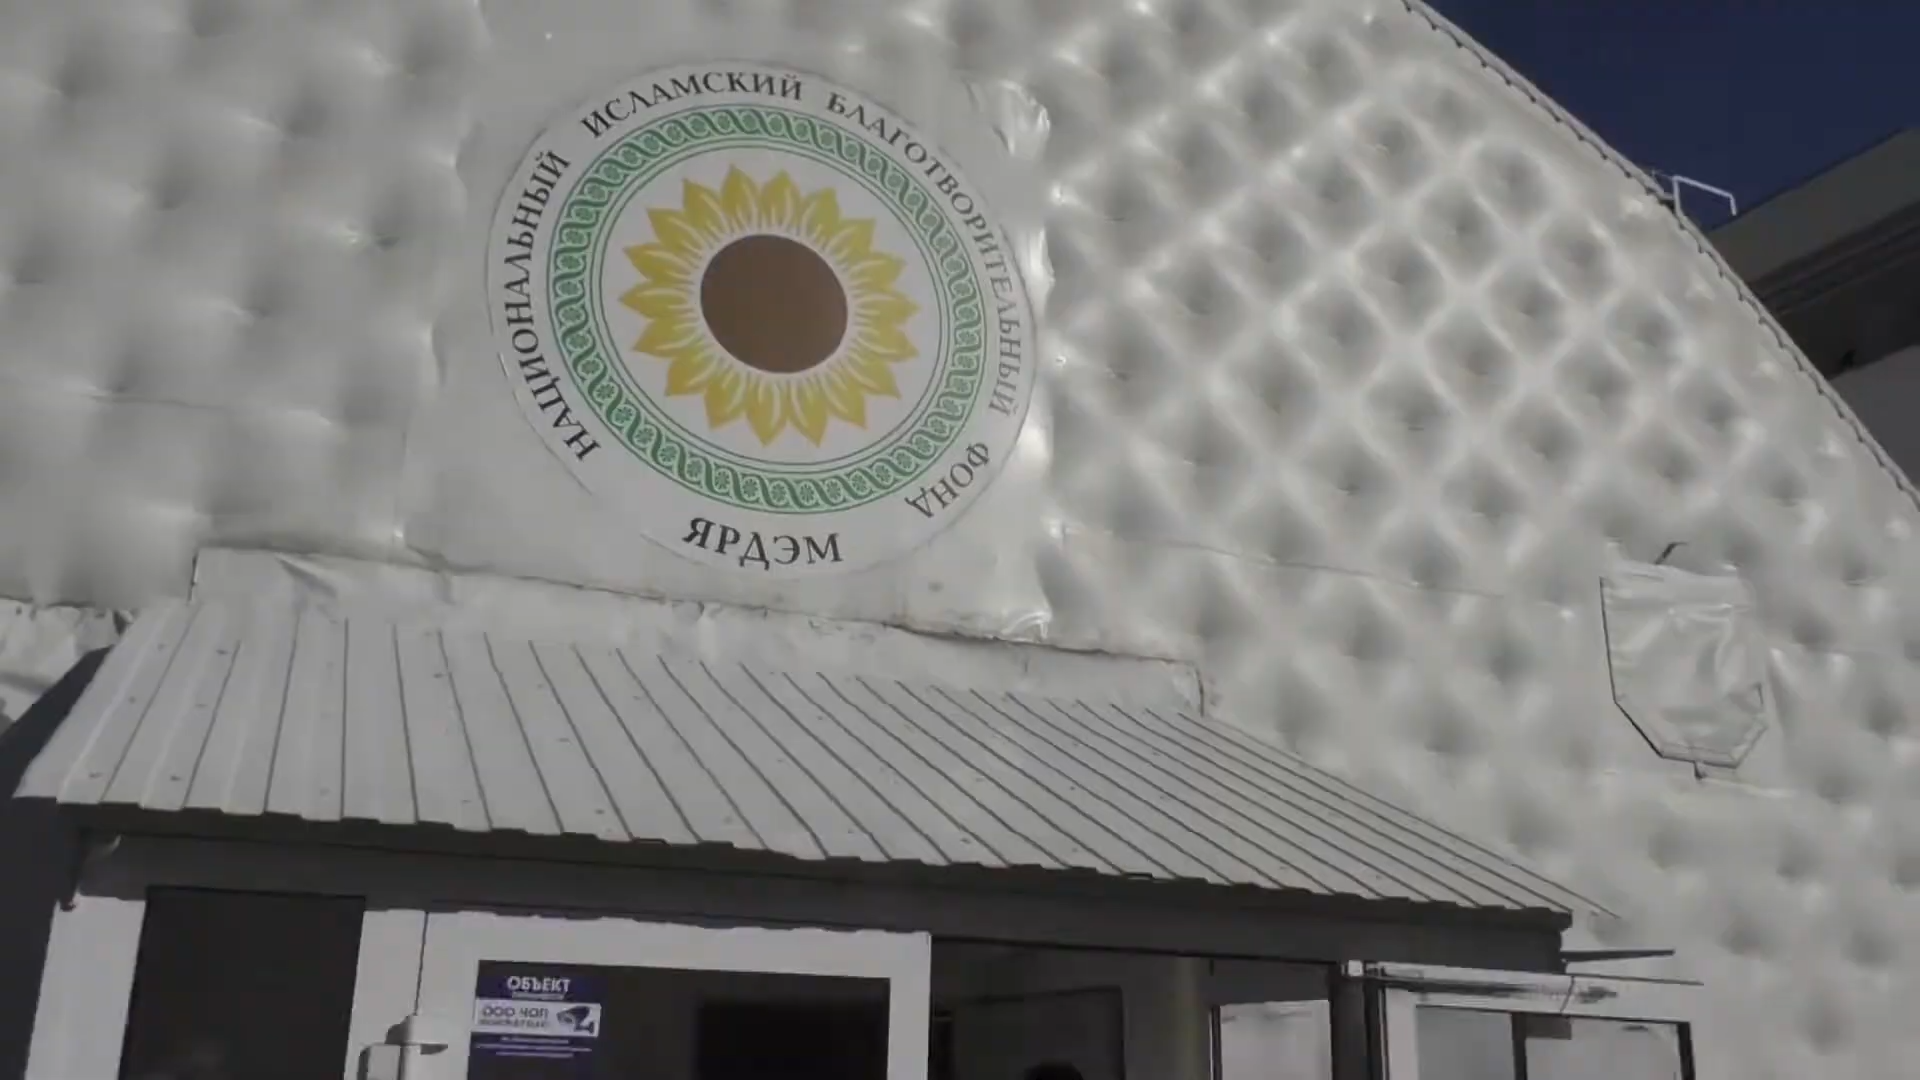 НАЦИОНАЛЬНЫЙ ИСЛАМСКИЙ БЛАГОТВОРИТЕЛЬНЫЙ ФОНД
ЯРДЭМ
ОБЪЕКТ
ООО ЧОП